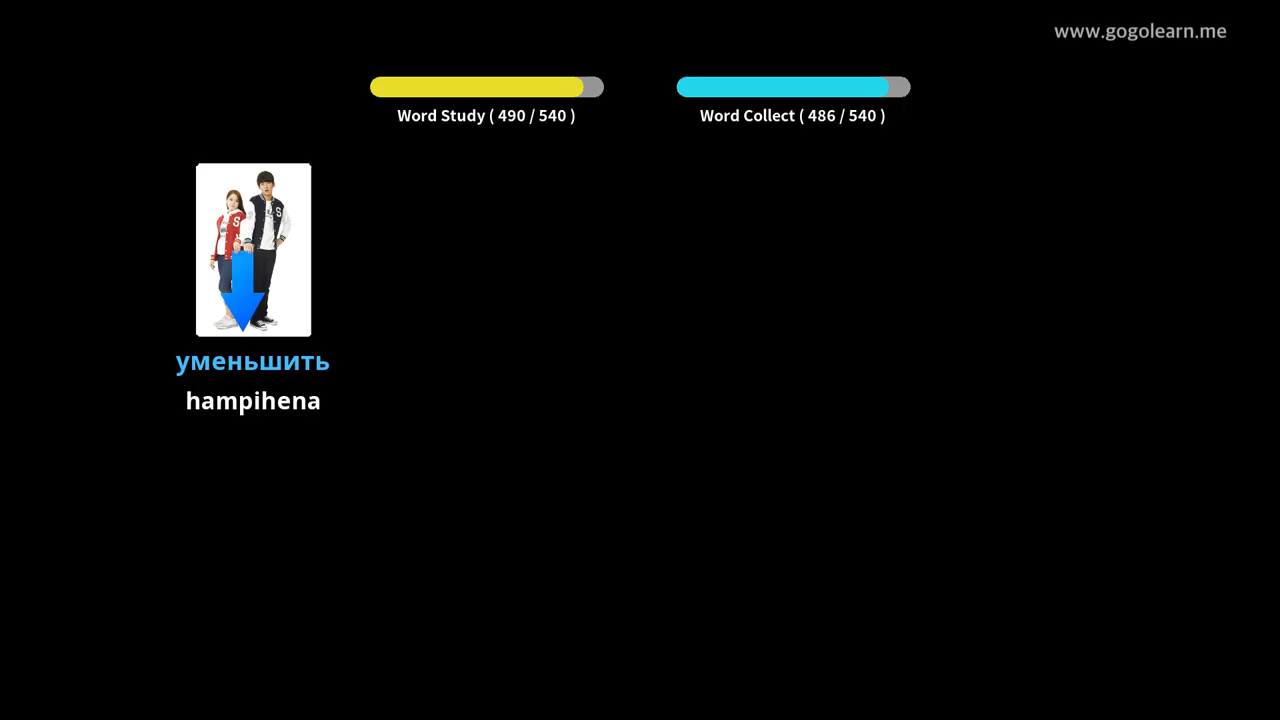 www.gogolearn.me
Word Study ( 490 / 540 )
Word Collect ( 486 / 540 )
S
S
уменьшить
hampihena